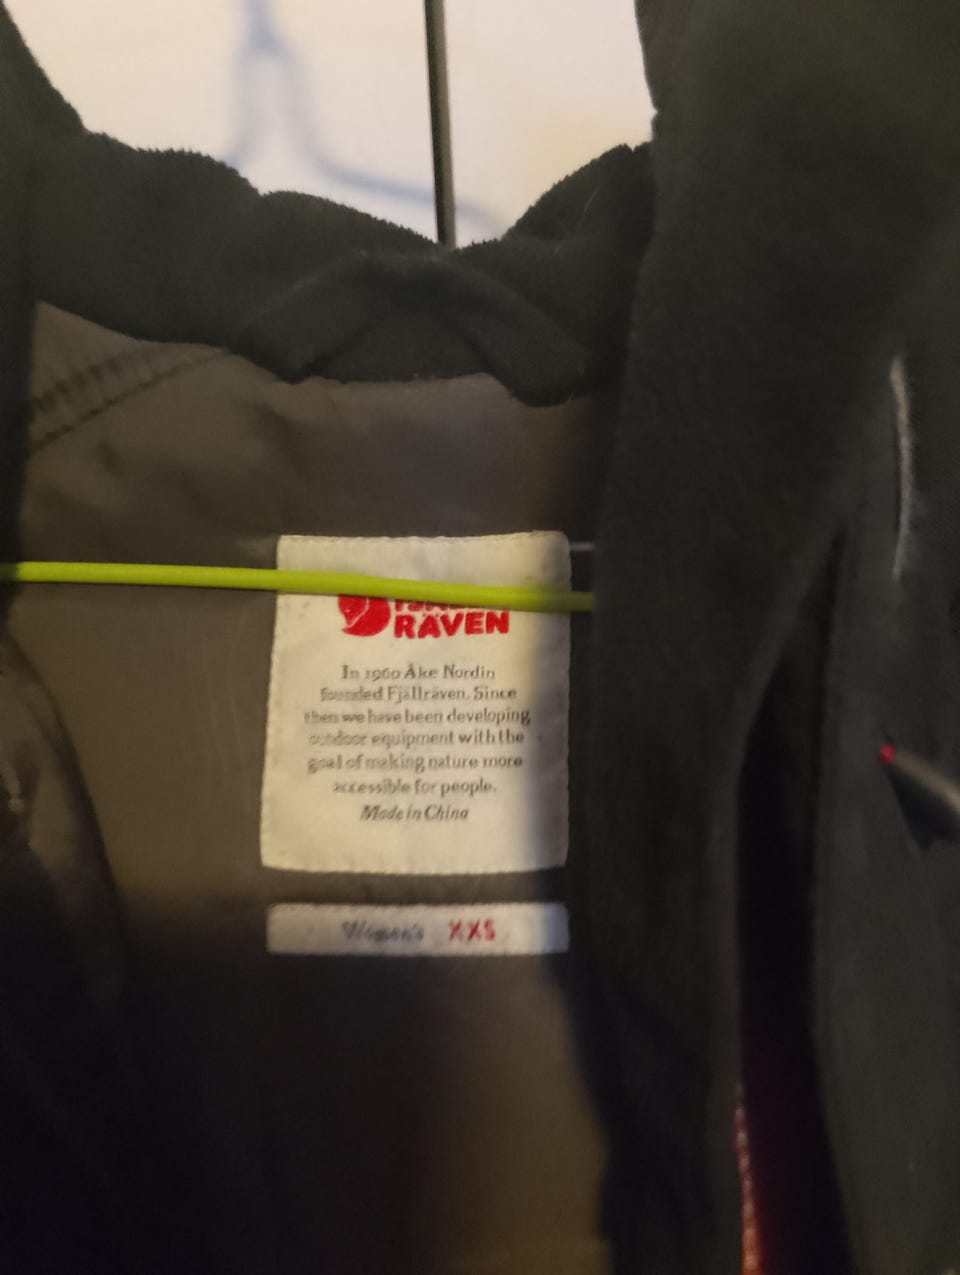 RÄVEN
In 1960 Åke Nordin
founded Fjällräven. Since
then we have been developing
outdoor equipment with the
goal of making nature more
accessible for people.
Made in China
Women's XXS